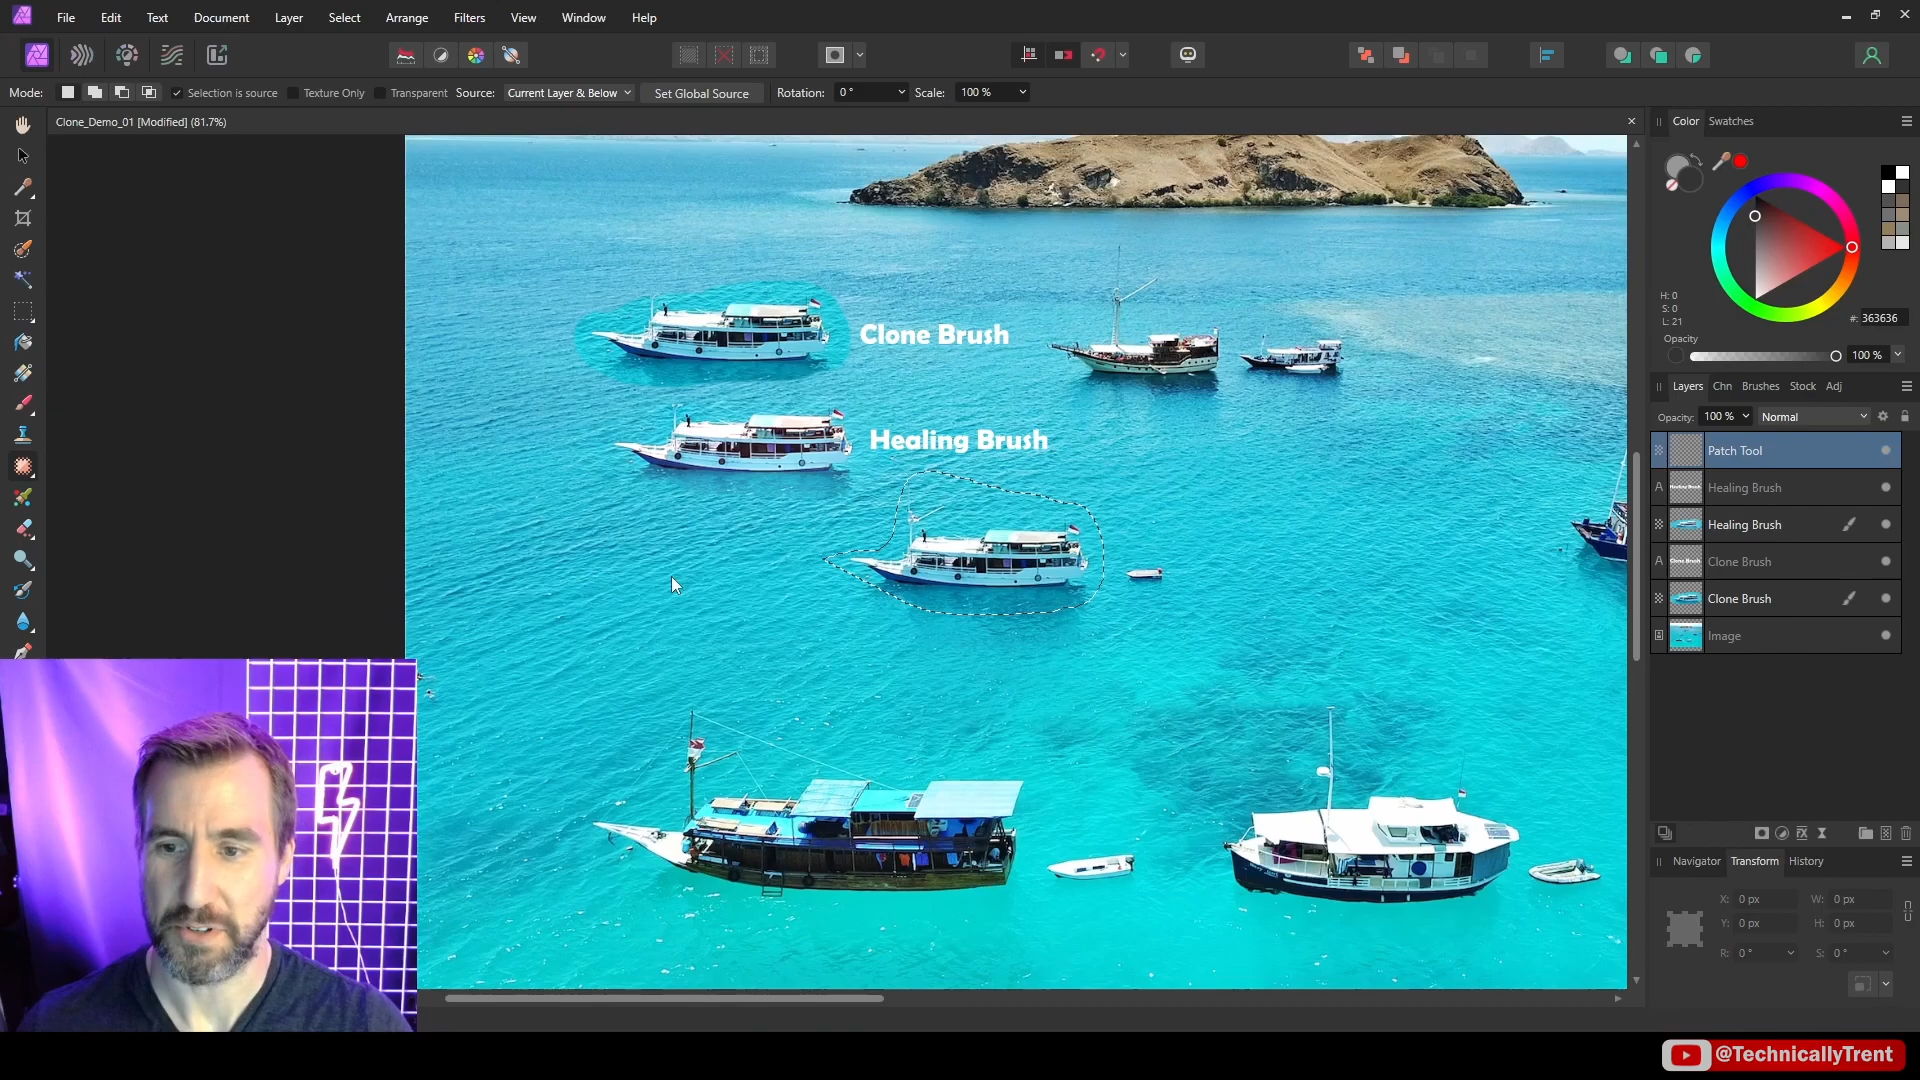 File Edit Text Document Layer Select Arrange Filters View Window Help
Mode: Selection is source Texture Only Transparent Source: Current Layer & Below Set Global Source Rotation: 0 ° Scale: 100 %
Clone_Demo_01 [Modified] (81.7%)
Color Swatches
H: 0
S: 0
L: 21
#: 363636
Opacity
100 %
Layers Chn Brushes Stock Adj
Opacity: 100 % Normal
Patch Tool
A Healing Brush
Healing Brush
A Clone Brush
Clone Brush
Image
Clone Brush
Healing Brush
Navigator Transform History
X: 0 px W: 0 px
Y: 0 px H: 0 px
R: 0 ° S: 0 °
@TechnicallyTrent